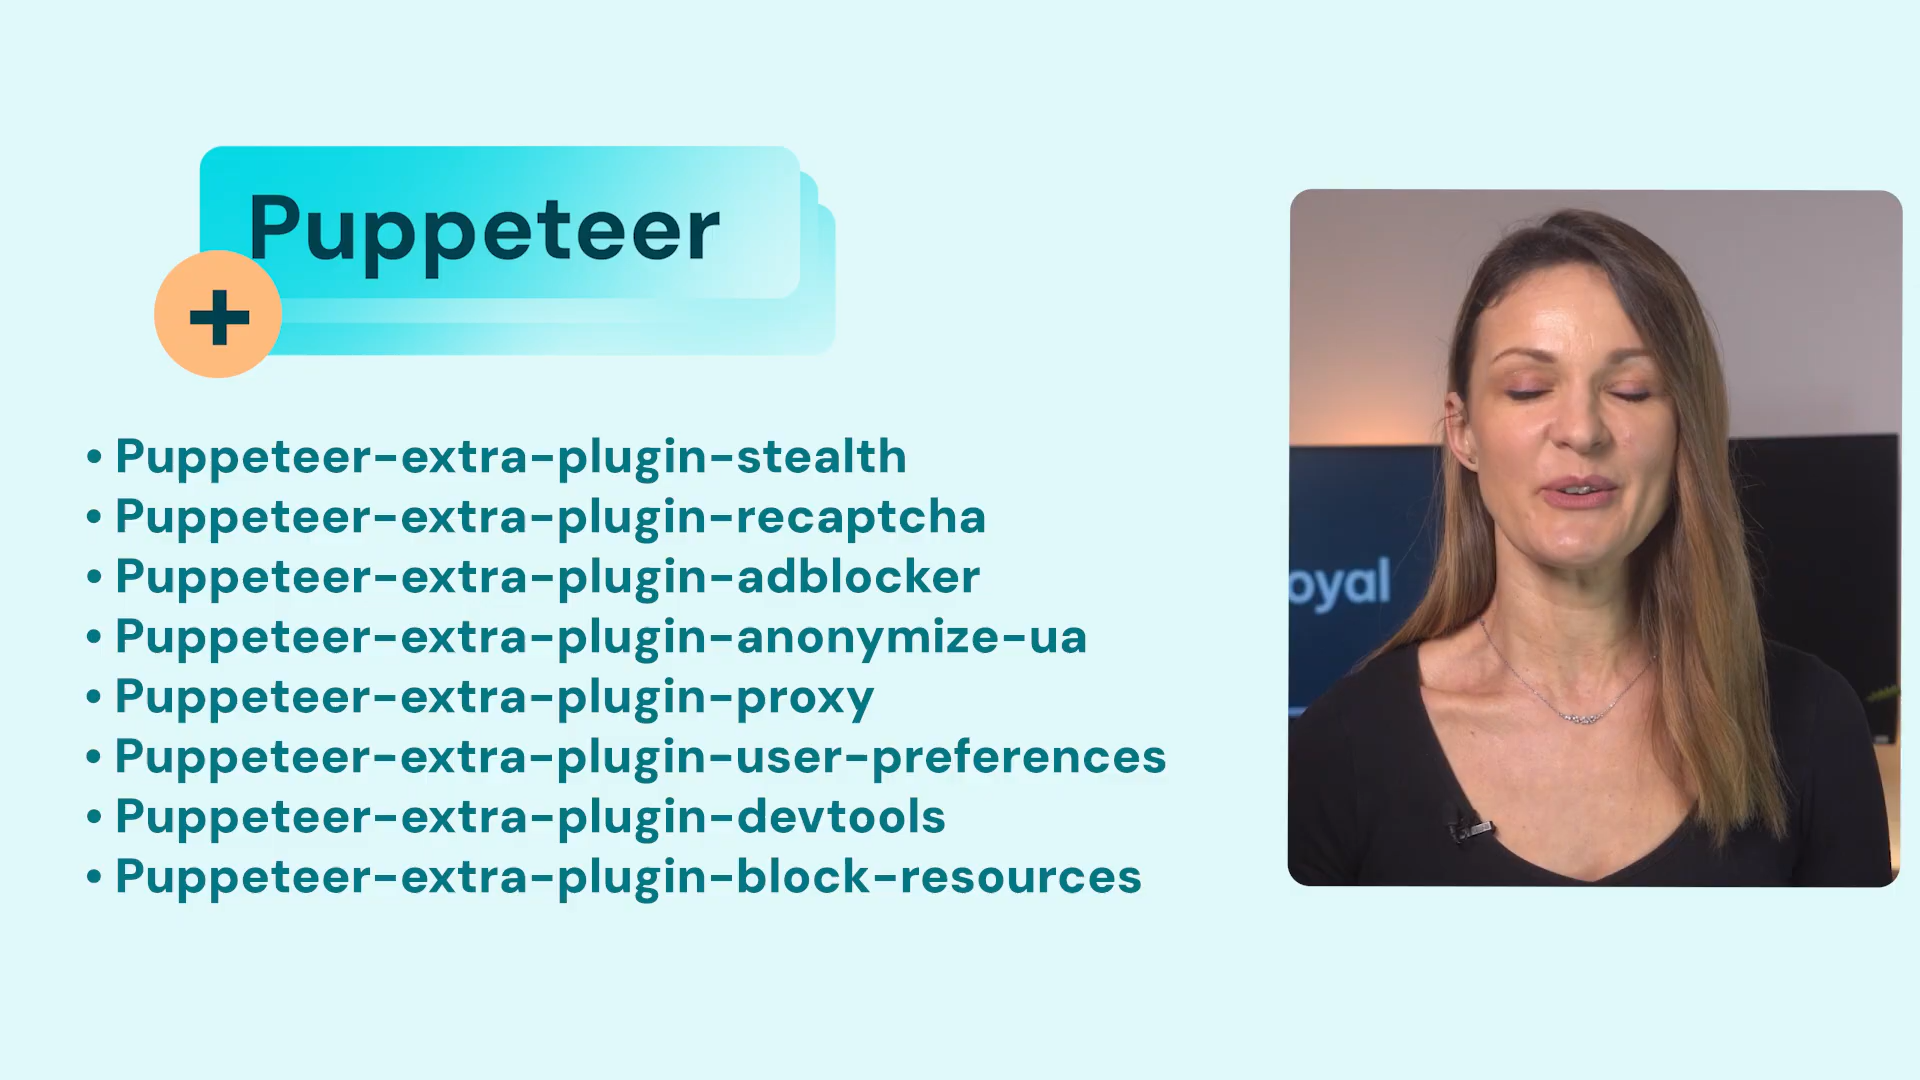 Puppeteer
+
• Puppeteer-extra-plugin-stealth
• Puppeteer-extra-plugin-recaptcha
• Puppeteer-extra-plugin-adblocker
• Puppeteer-extra-plugin-anonymize-ua
• Puppeteer-extra-plugin-proxy
• Puppeteer-extra-plugin-user-preferences
• Puppeteer-extra-plugin-devtools
• Puppeteer-extra-plugin-block-resources
oyal